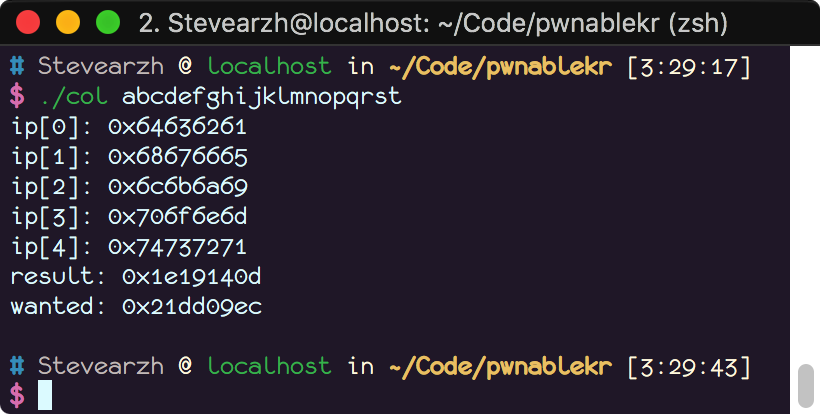 2. Stevearzh@localhost: ~/Code/pwnablekr (zsh)
# Stevearzh @ localhost in ~/Code/pwnablekr [3:29:17]
$ ./col abcdefghijklmnopqrst
ip[0]: 0x64636261
ip[1]: 0x68676665
ip[2]: 0x6c6b6a69
ip[3]: 0x706f6e6d
ip[4]: 0x74737271
result: 0x1e19140d
wanted: 0x21dd09ec
# Stevearzh @ localhost in ~/Code/pwnablekr [3:29:43]
$